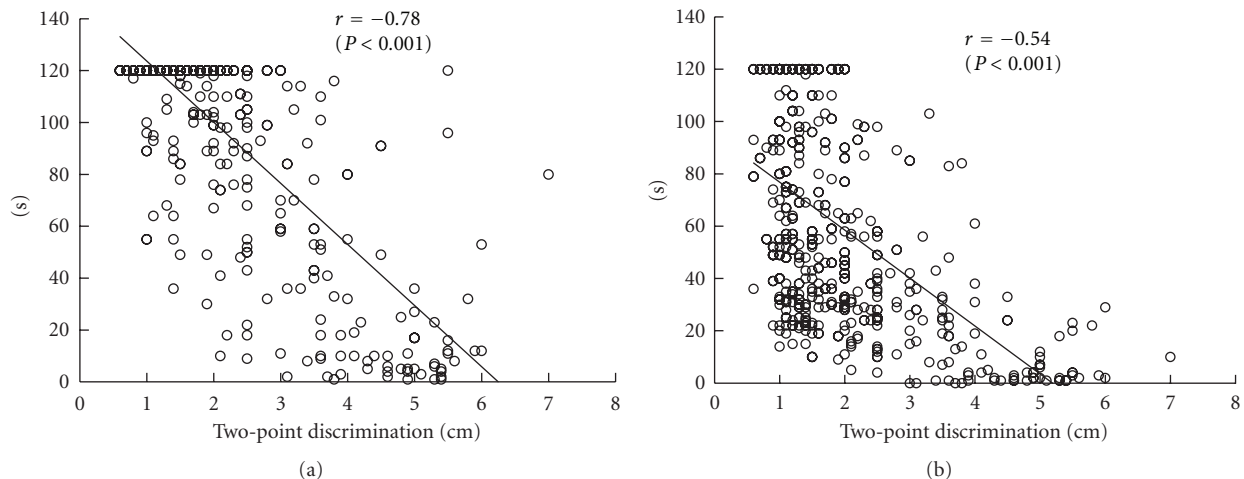 140
120
100
80
60
40
20
0
(s)
r = −0.78
(P < 0.001)
1 2 3 4 5 6 7 8
Two-point discrimination (cm)
(a)
140
120
100
80
60
40
20
0
(s)
r = −0.54
(P < 0.001)
0 1 2 3 4 5 6 7 8
Two-point discrimination (cm)
(b)